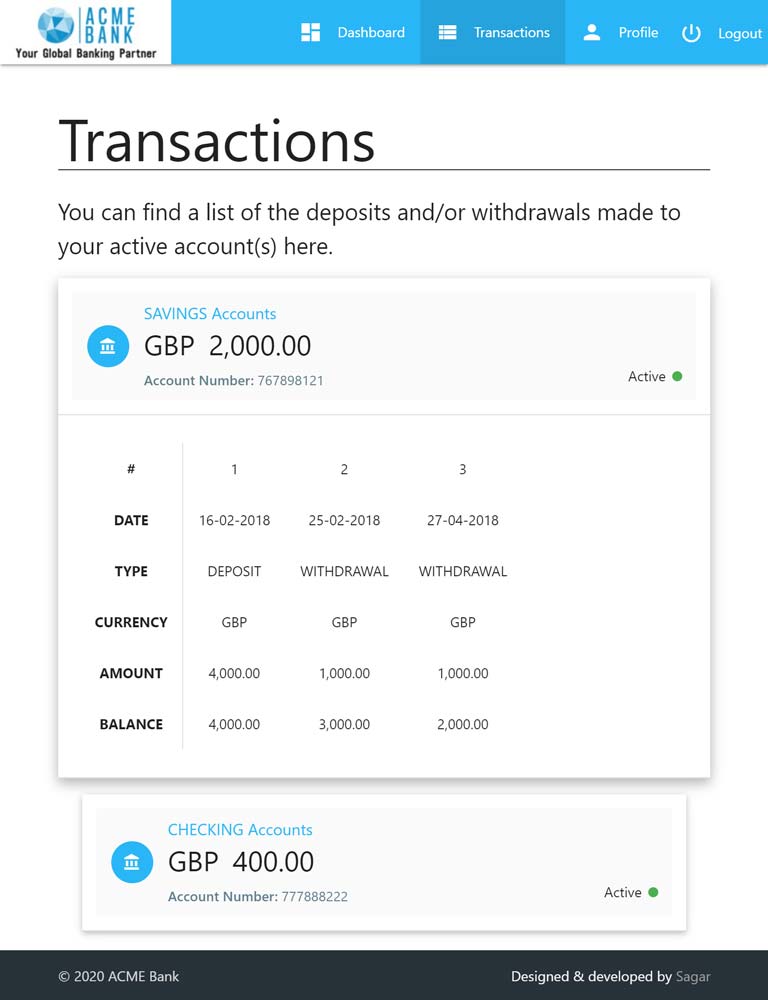 ACME
BANK
Your Global Banking Partner
Dashboard
Transactions
Profile
Logout
Transactions
You can find a list of the deposits and/or withdrawals made to
your active account(s) here.
SAVINGS Accounts
GBP 2,000.00
Account Number: 767898121
Active
# 1 2 3
DATE 16-02-2018 25-02-2018 27-04-2018
TYPE DEPOSIT WITHDRAWAL WITHDRAWAL
CURRENCY GBP GBP GBP
AMOUNT 4,000.00 1,000.00 1,000.00
BALANCE 4,000.00 3,000.00 2,000.00
CHECKING Accounts
GBP 400.00
Account Number: 777888222
Active
© 2020 ACME Bank
Designed & developed by Sagar